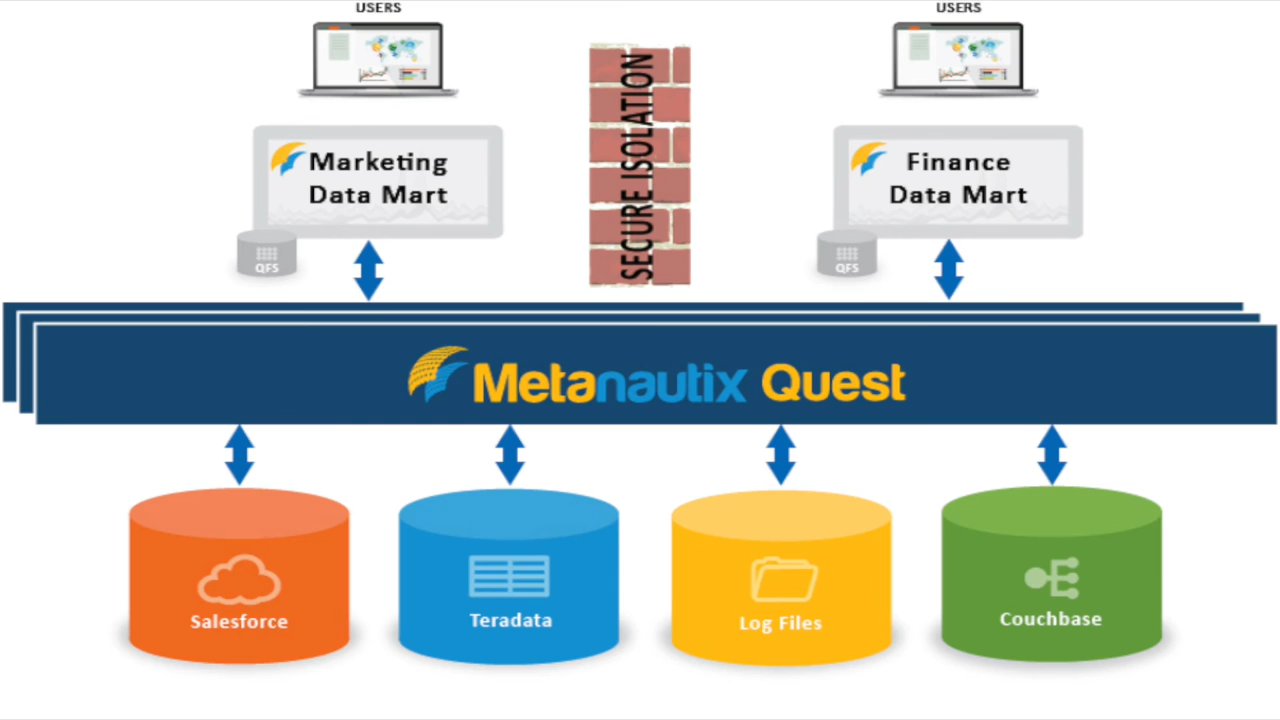 USERS
USERS
Marketing
Data Mart
SECURE ISOLATION
Finance
Data Mart
QFS
QFS
Metanautix Quest
Salesforce
Teradata
Log Files
Couchbase